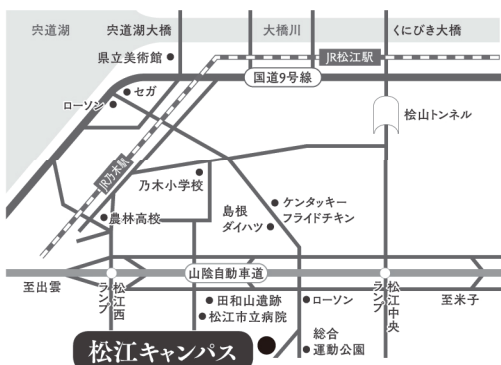 宍道湖
宍道湖大橋
大橋川
くにびき大橋
県立美術館
JR松江駅
国道9号線
セガ
ローソン
桧山トンネル
JR乃木駅
乃木小学校
農林高校
島根
ダイハツ
ケンタッキー
フライドチキン
山陰自動車道
至出雲
松江西
ランプ
田和山遺跡
松江市立病院
ローソン
松江中央
ランプ
至米子
総合
運動公園
松江キャンパス